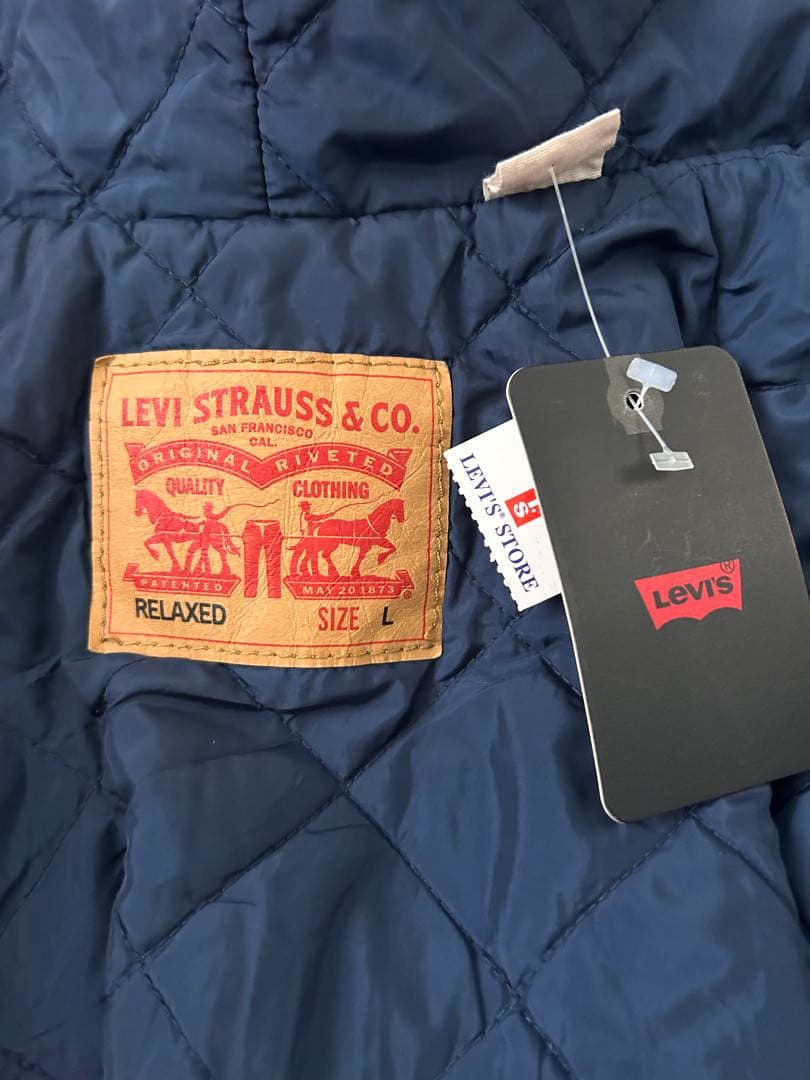 LEVI STRAUSS & CO.
SAN FRANCISCO
CAL.
ORIGINAL RIVETED
QUALITY CLOTHING
PATENTED MAY 20 1873 ®
RELAXED SIZE L
LEVI'S® STORE
'S
LEVI'S®